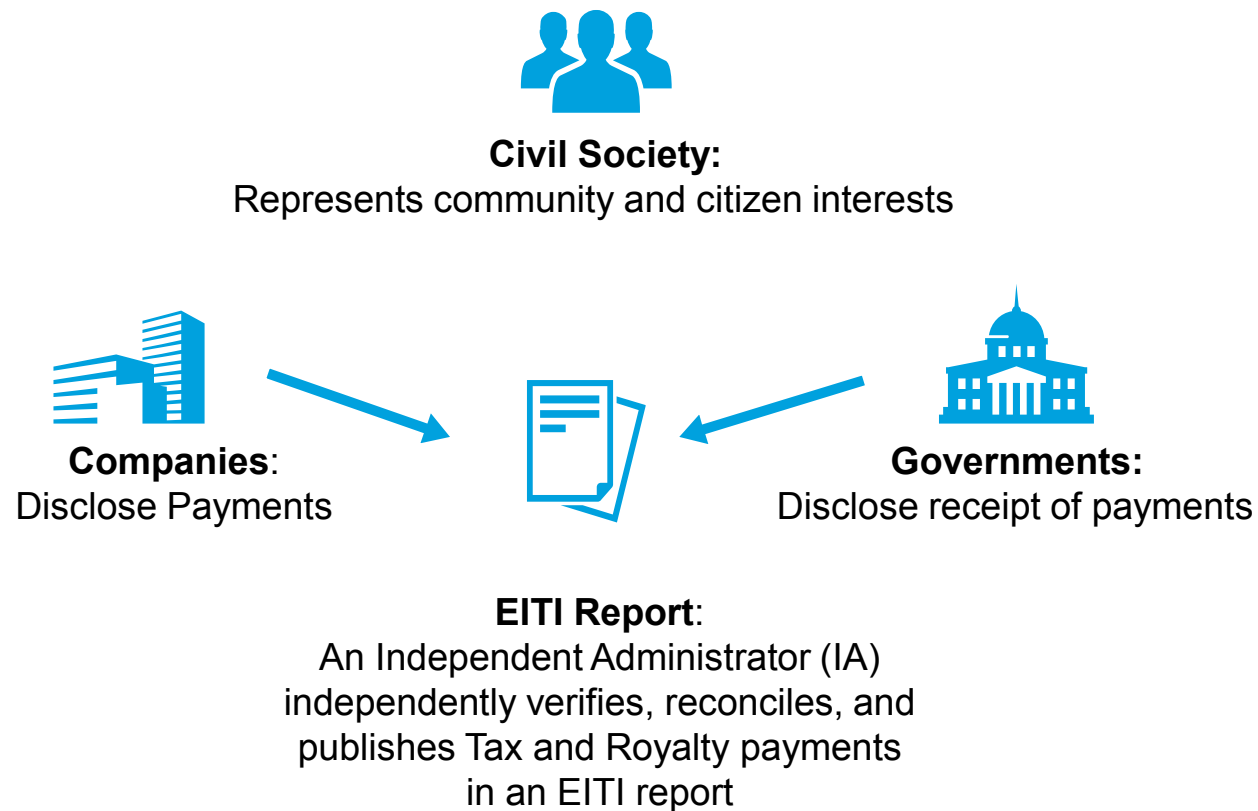 Civil Society:
Represents community and citizen interests
Companies:
Disclose Payments
Governments:
Disclose receipt of payments
EITI Report:
An Independent Administrator (IA)
independently verifies, reconciles, and
publishes Tax and Royalty payments
in an EITI report